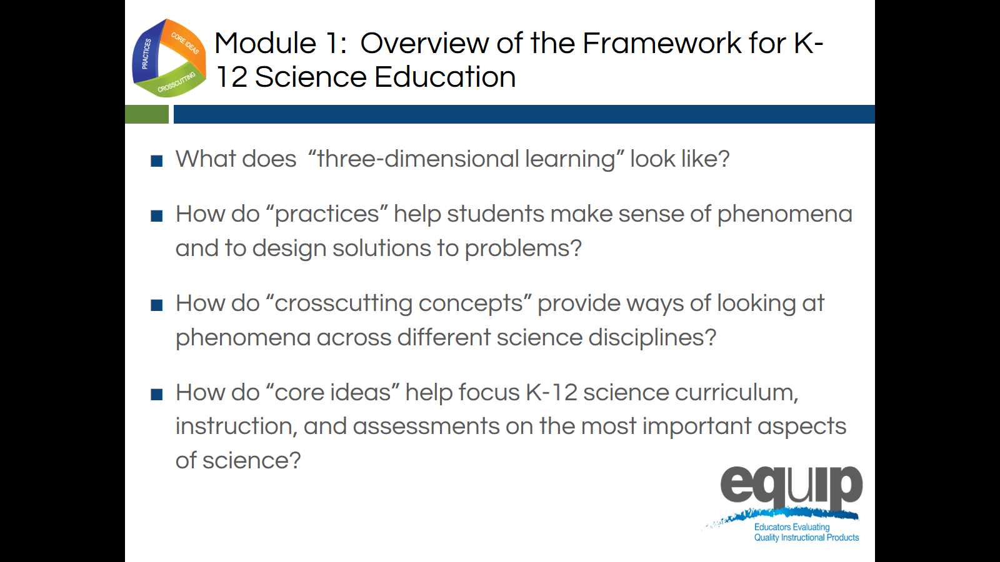 PRACTICES
CORE IDEAS
CROSSCUTTING
Module 1:  Overview of the Framework for K-
12 Science Education
■ What does  “three-dimensional learning” look like?
■ How do “practices” help students make sense of phenomena
and to design solutions to problems?
■ How do “crosscutting concepts” provide ways of looking at
phenomena across different science disciplines?
■ How do “core ideas” help focus K-12 science curriculum,
instruction, and assessments on the most important aspects
of science?
equip
Educators Evaluating
Quality Instructional Products